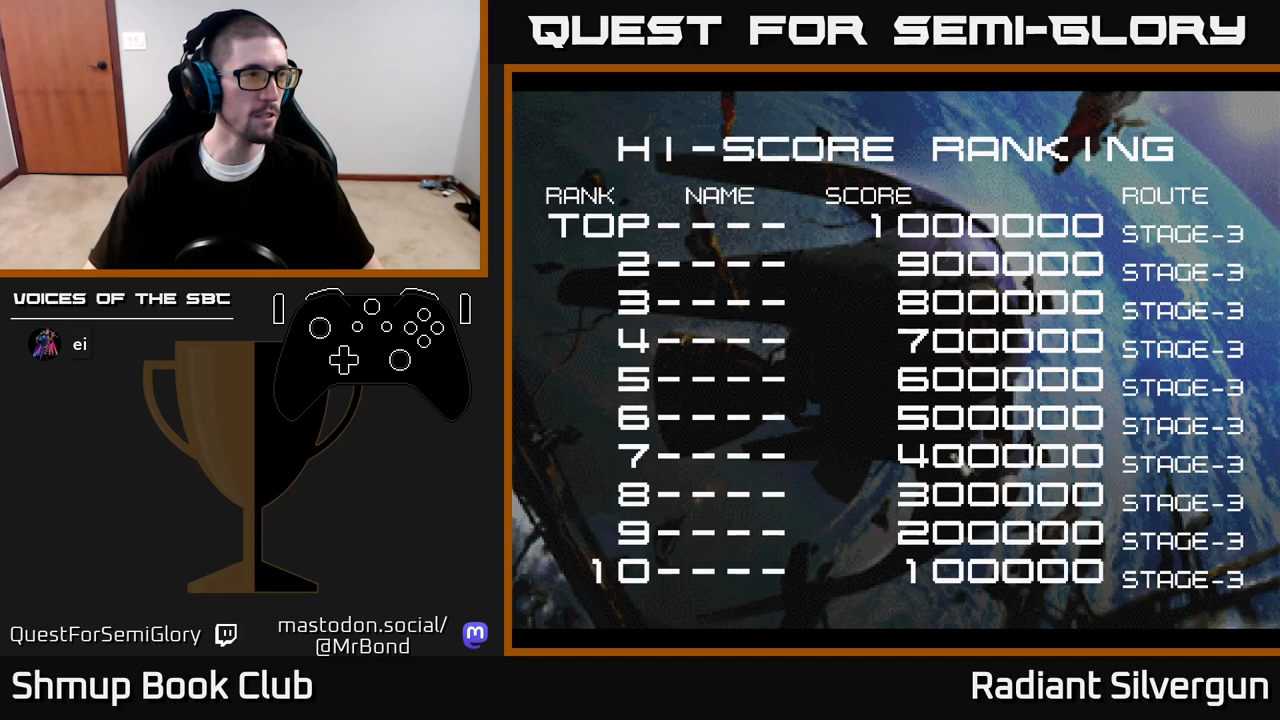 QUEST FOR SEMI-GLORY
HI-SCORE RANKING
RANK NAME SCORE ROUTE
TOP---- 1000000 STAGE-3
2---- 900000 STAGE-3
3---- 800000 STAGE-3
4---- 700000 STAGE-3
5---- 600000 STAGE-3
6---- 500000 STAGE-3
7---- 400000 STAGE-3
8---- 300000 STAGE-3
9---- 200000 STAGE-3
10---- 100000 STAGE-3
VOICES OF THE SBC
ei
QuestForSemiGlory
mastodon.social/
@MrBond
Shmup Book Club
Radiant Silvergun